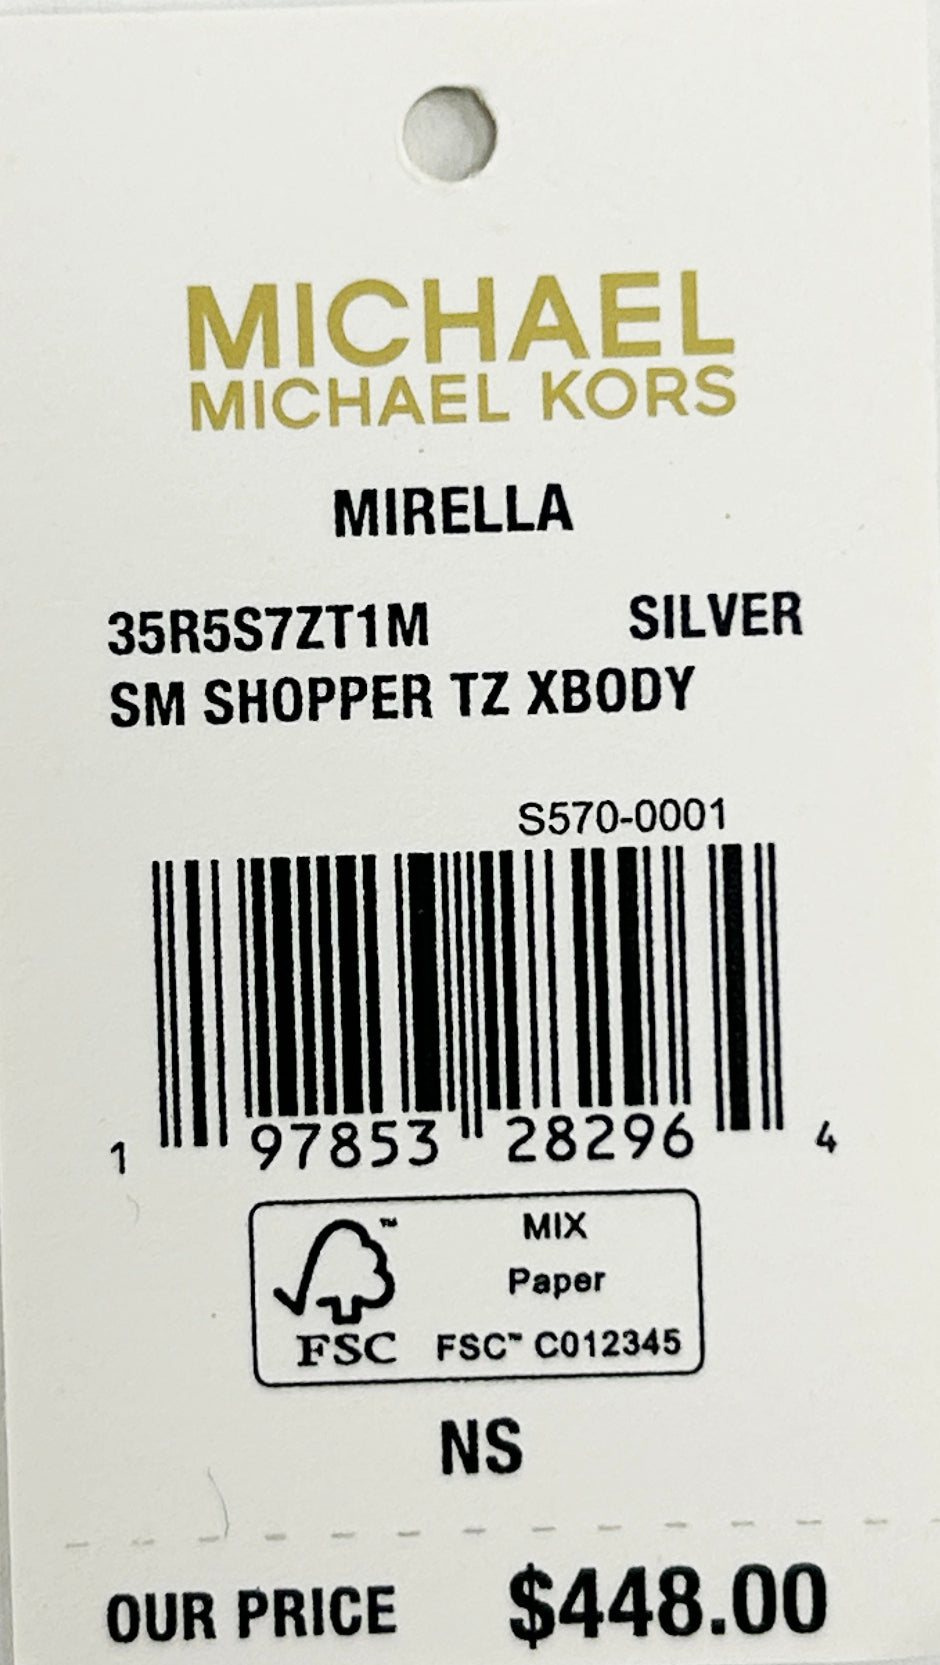 MICHAEL
MICHAEL KORS
MIRELLA
35R5S7ZT1M SILVER
SM SHOPPER TZ XBODY
S570-0001
1 97853 28296 4
MIX
Paper
FSC™ C012345
™
FSC
NS
OUR PRICE $448.00